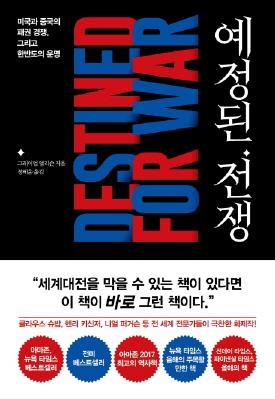 미국과 중국의
패권 경쟁,
그리고
한반도의 운명
DESTINED
FOR WAR
예정된 전쟁
그레이엄 앨리슨 지음
정혜윤 옮김
“세계대전을 막을 수 있는 책이 있다면
이 책이 바로 그런 책이다.”
클라우스 슈밥, 헨리 키신저, 니얼 퍼거슨 등 전 세계 전문가들이 극찬한 화제작!
아마존,
뉴욕 타임스
베스트셀러
전미
베스트셀러
아마존 2017
최고의 역사책
뉴욕 타임스
올해의 주목할
만한 책
선데이 타임스,
파이낸셜 타임스
올해의 책